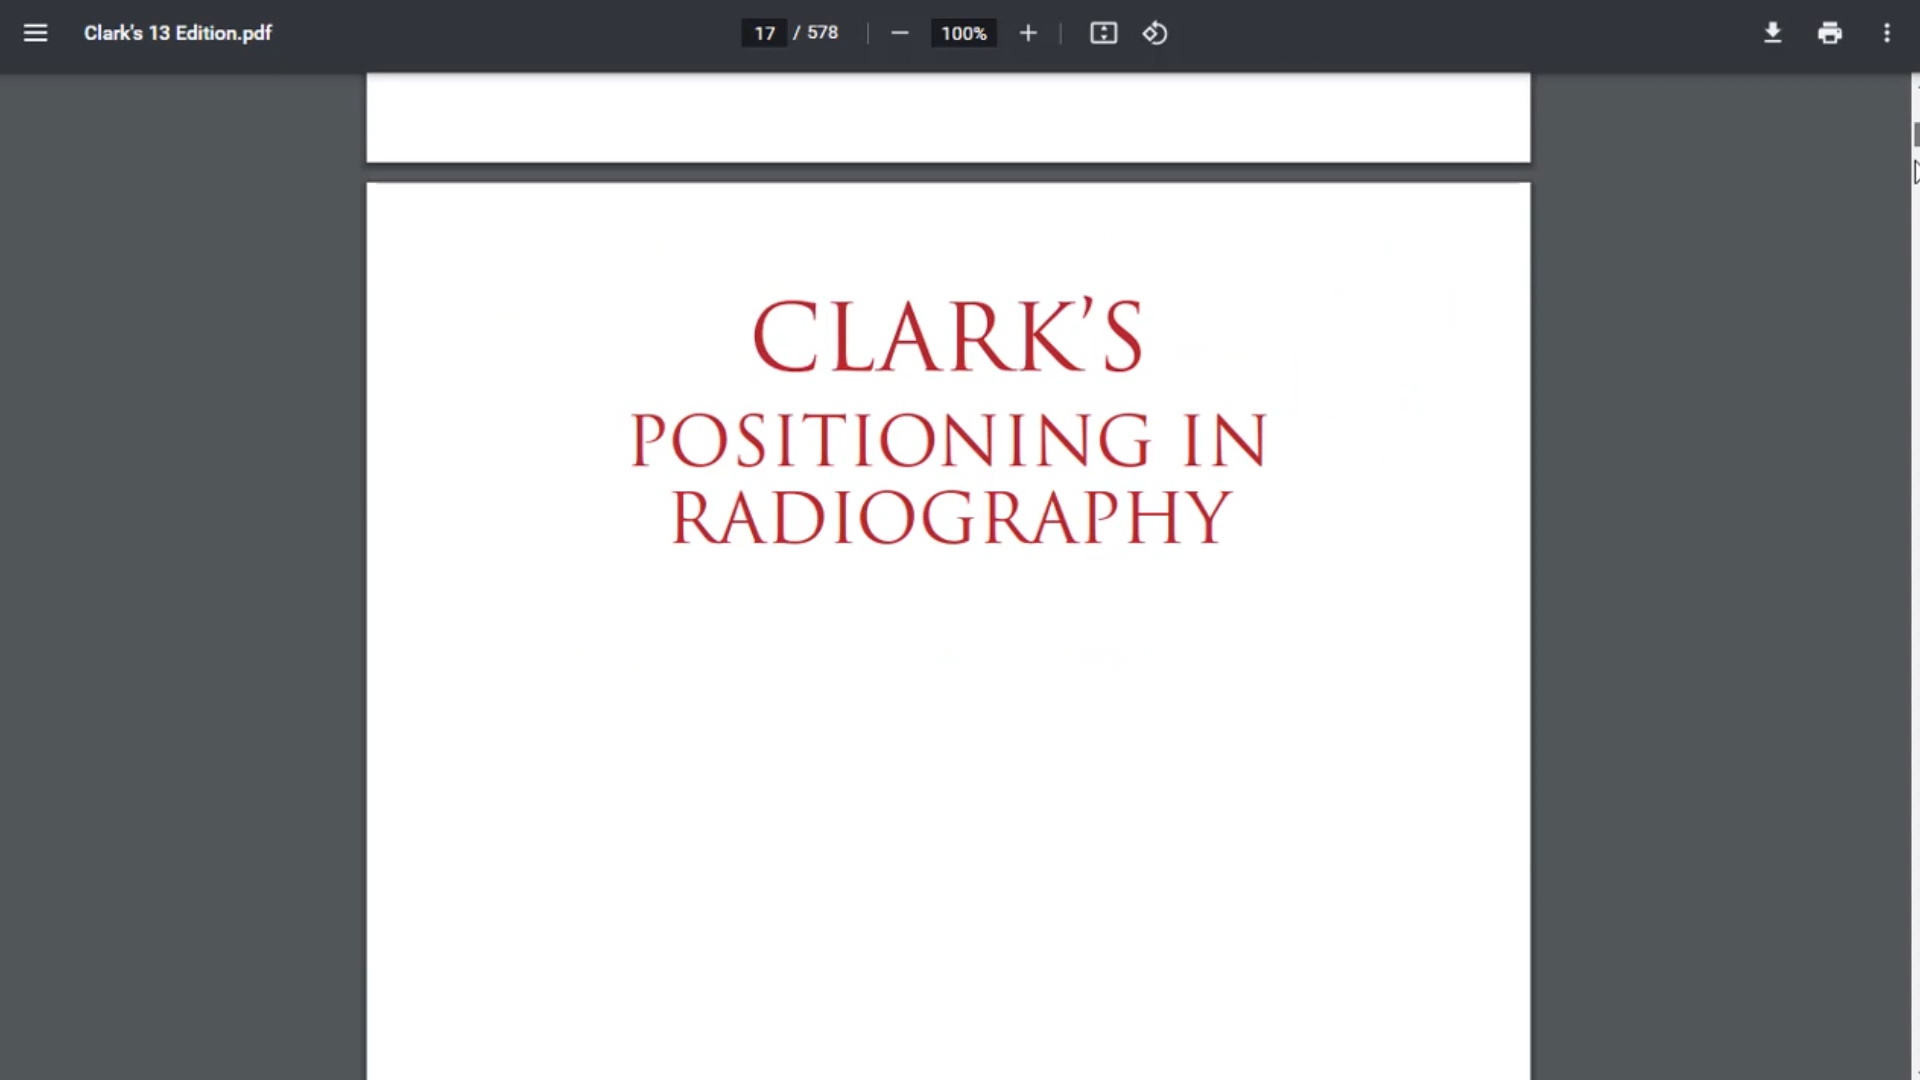 Clark's 13 Edition.pdf
17 / 578
100%
CLARK'S
POSITIONING IN
RADIOGRAPHY